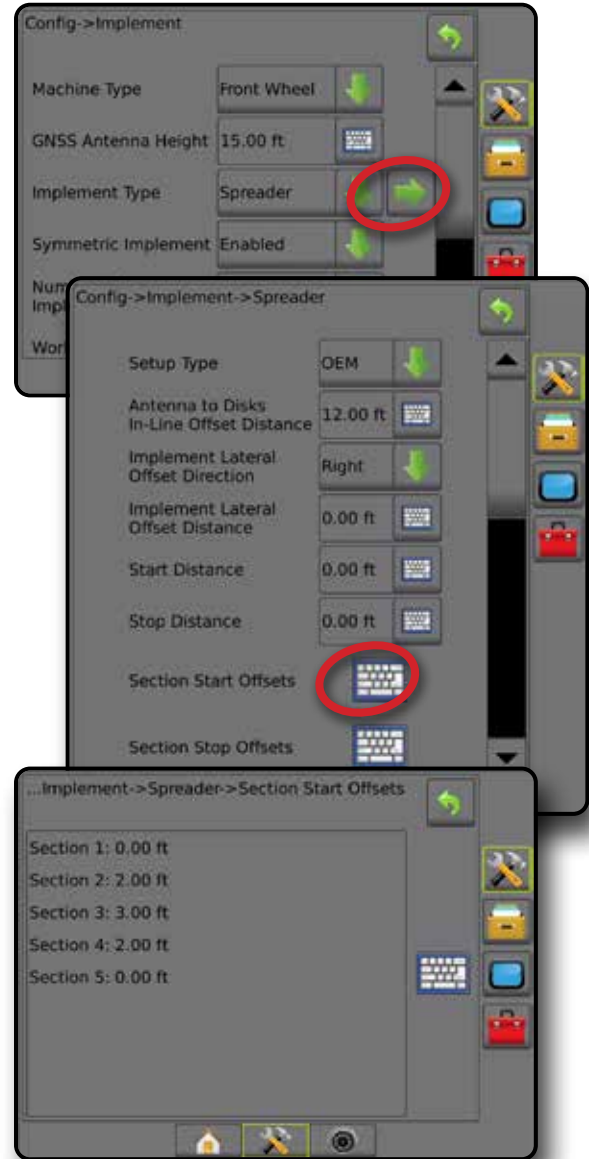 Config->Implement
Machine Type Front Wheel
GNSS Antenna Height 15.00 ft
Implement Type Spreader
Symmetric Implement Enabled
Config->Implement->Spreader
Setup Type OEM
Antenna to Disks
In-Line Offset Distance 12.00 ft
Implement Lateral
Offset Direction Right
Implement Lateral
Offset Distance 0.00 ft
Start Distance 0.00 ft
Stop Distance 0.00 ft
Section Start Offsets
Section Stop Offsets
...Implement->Spreader->Section Start Offsets
Section 1: 0.00 ft
Section 2: 2.00 ft
Section 3: 3.00 ft
Section 4: 2.00 ft
Section 5: 0.00 ft